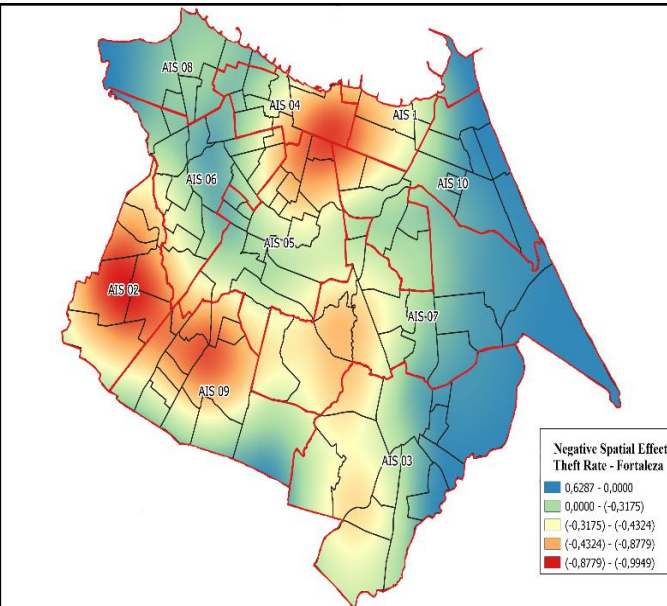 AIS 08
AIS 04
AIS 1
AIS 06
AIS 10
AIS 05
AIS 02
AIS 07
AIS 09
AIS 03
Negative Spatial Effect
Theft Rate - Fortaleza
0,6287 - 0,0000
0,0000 - (-0,3175)
(-0,3175) - (-0,4324)
(-0,4324) - (-0,8779)
(-0,8779) - (-0,9949)